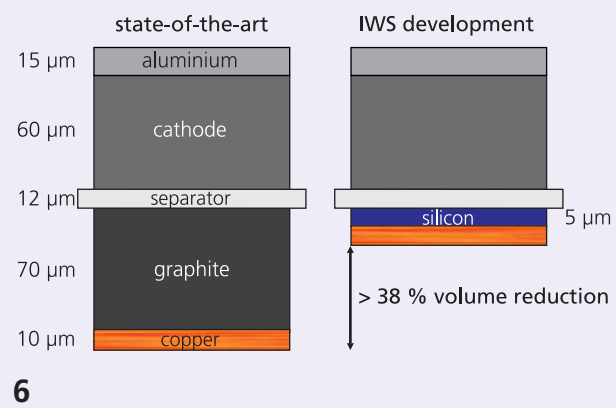 state-of-the-art
IWS development
15 µm
aluminium
60 µm
cathode
12 µm
separator
silicon
5 µm
70 µm
graphite
> 38 % volume reduction
10 µm
copper
6